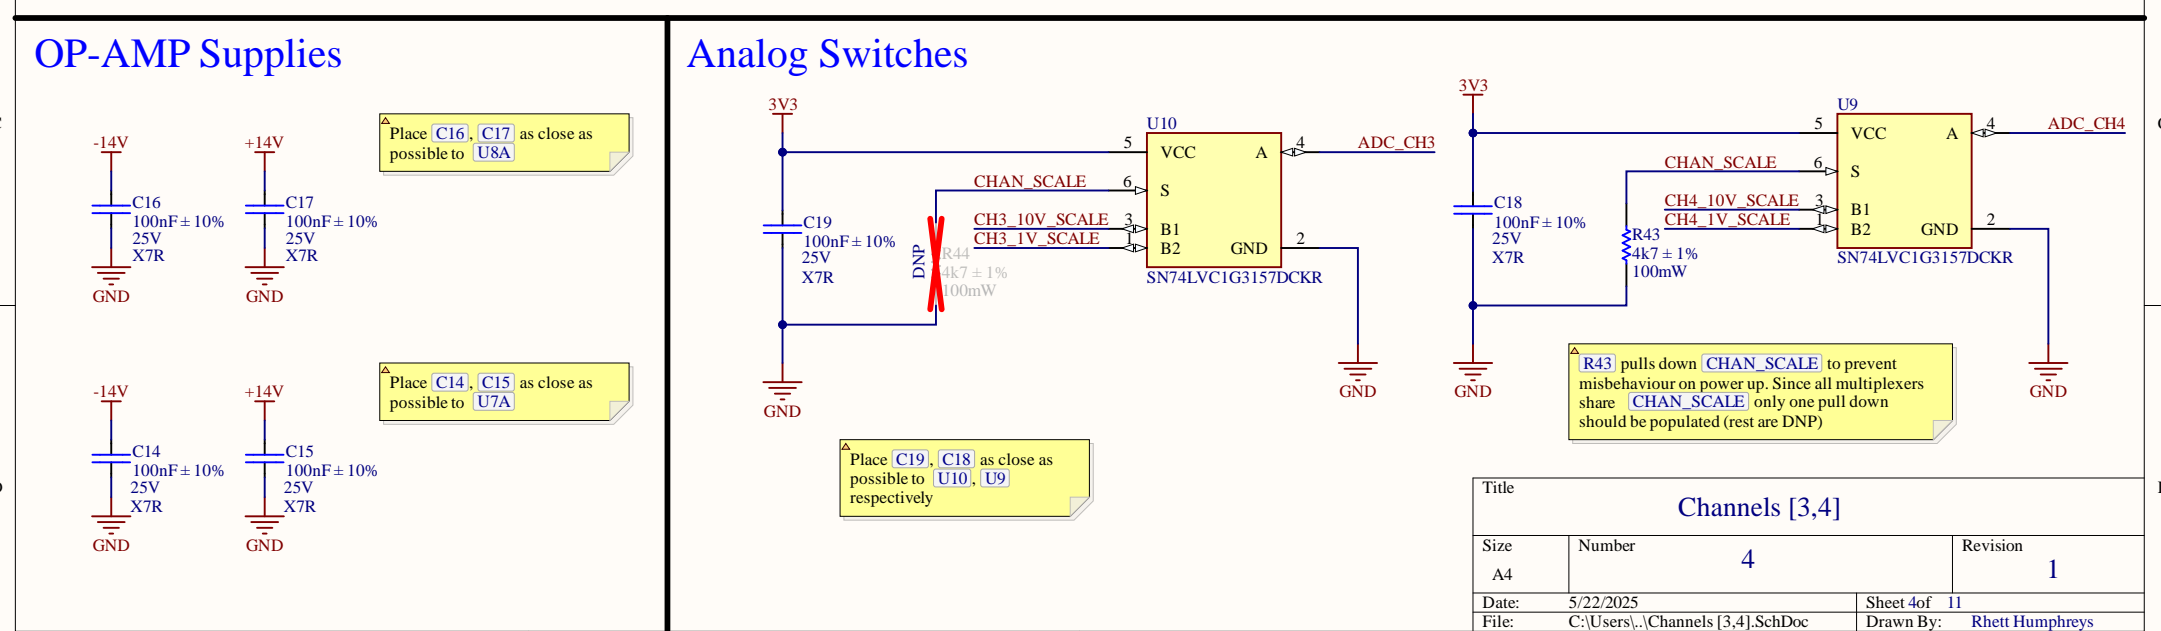 OP-AMP Supplies
-14V
+14V
C16
100nF ± 10%
25V
X7R
GND
C17
100nF ± 10%
25V
X7R
GND
Place C16, C17 as close as
possible to U8A
-14V
+14V
C14
100nF ± 10%
25V
X7R
GND
C15
100nF ± 10%
25V
X7R
GND
Place C14, C15 as close as
possible to U7A
Analog Switches
3V3
C19
100nF ± 10%
25V
X7R
GND
DNP
R44
4k7 ± 1%
100mW
CHAN_SCALE
CH3_10V_SCALE
CH3_1V_SCALE
U10
5
VCC
6
S
3
B1
1
B2
A
4
ADC_CH3
GND
2
SN74LVC1G3157DCKR
GND
Place C19, C18 as close as
possible to U10, U9
respectively
3V3
C18
100nF ± 10%
25V
X7R
GND
R43
4k7 ± 1%
100mW
CHAN_SCALE
CH4_10V_SCALE
CH4_1V_SCALE
U9
5
VCC
6
S
3
B1
1
B2
A
4
ADC_CH4
GND
2
SN74LVC1G3157DCKR
GND
R43 pulls down CHAN_SCALE to prevent
misbehaviour on power up. Since all multiplexers
share CHAN_SCALE only one pull down
should be populated (rest are DNP)
Title
Channels [3,4]
Size
A4
Number
4
Revision
1
Date: 5/22/2025
Sheet 4 of 11
File: C:\Users\..\Channels [3,4].SchDoc
Drawn By: Rhett Humphreys